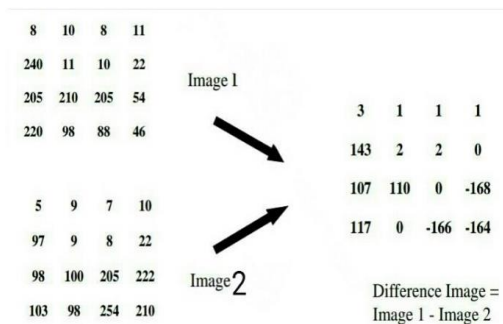 8 10 8 11
240 11 10 22
205 210 205 54
220 98 88 46
Image 1
5 9 7 10
97 9 8 22
98 100 205 222
103 98 254 210
Image 2
3 1 1 1
143 2 2 0
107 110 0 -168
117 0 -166 -164
Difference Image =
Image 1 - Image 2